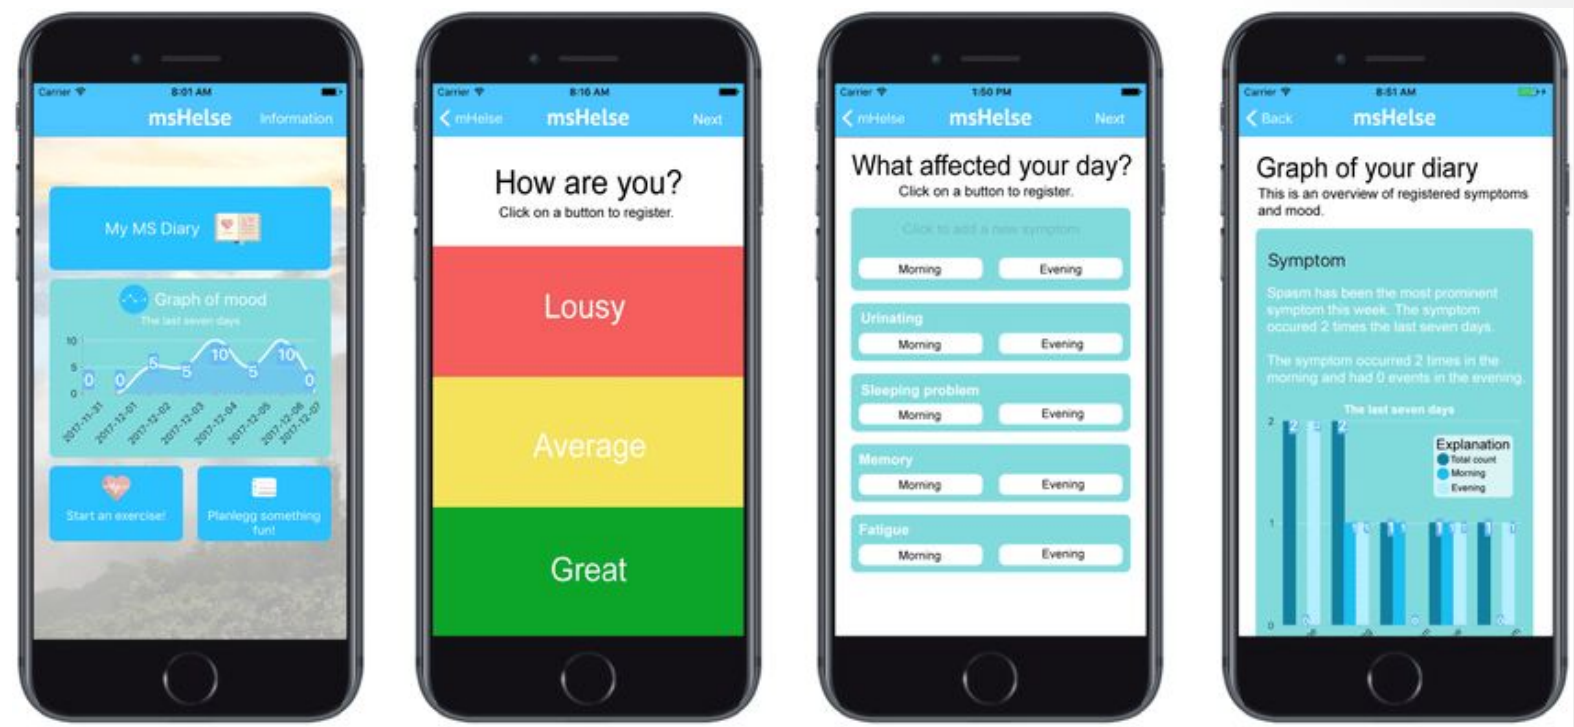 Carrier
8:01 AM
msHelse
Information
My MS Diary
Graph of mood
The last seven days
10
5
0
0
0
5
5
10
5
10
0
2017-11-31
2017-12-01
2017-12-02
2017-12-03
2017-12-04
2017-12-05
2017-12-06
2017-12-07
Start an exercise!
Planlegg something
fun!
Carrier
8:16 AM
mHelse
msHelse
Next
How are you?
Click on a button to register.
Lousy
Average
Great
Carrier
1:50 PM
mHelse
msHelse
Next
What affected your day?
Click on a button to register.
Click to add a new symptom
Morning
Evening
Urinating
Morning
Evening
Sleeping problem
Morning
Evening
Memory
Morning
Evening
Fatigue
Morning
Evening
Carrier
8:51 AM
Back
msHelse
Graph of your diary
This is an overview of registered symptoms
and mood.
Symptom
Spasm has been the most prominent
symptom this week. The symptom
occured 2 times the last seven days.
The symptom occurred 2 times in the
morning and had 0 events in the evening.
The last seven days
2
1
0
2
2
Explanation
Total count
Morning
Evening